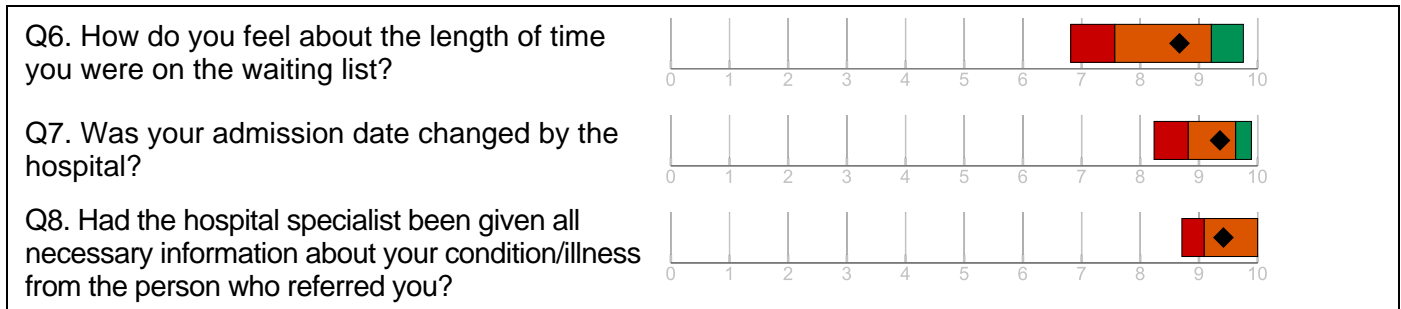 Q6. How do you feel about the length of time
you were on the waiting list?
0 1 2 3 4 5 6 7 8 9 10
Q7. Was your admission date changed by the
hospital?
0 1 2 3 4 5 6 7 8 9 10
Q8. Had the hospital specialist been given all
necessary information about your condition/illness
from the person who referred you?
0 1 2 3 4 5 6 7 8 9 10